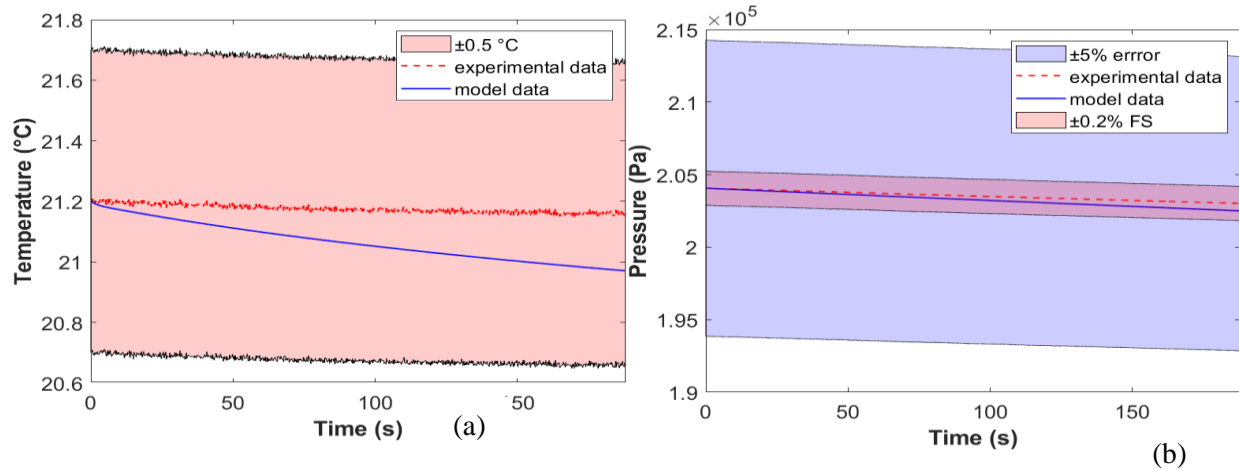 21.8
21.6
21.4
21.2
21
20.8
20.6
Temperature (°C)
±0.5 °C
experimental data
model data
0
50
100
50
Time (s)
(a)
×10⁵
2.15
2.1
2.05
2
1.95
1.9
Pressure (Pa)
±5% errror
experimental data
model data
±0.2% FS
0
50
100
150
Time (s)
(b)